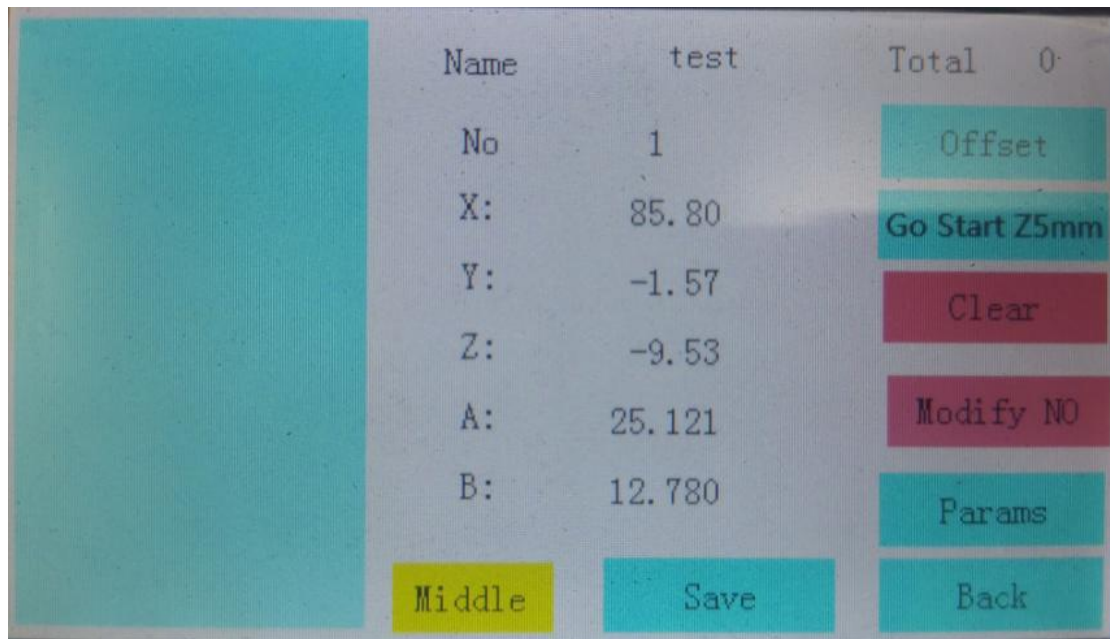 Name test Total 0
No 1 Offset
X: 85.80 Go Start Z5mm
Y: -1.57 Clear
Z: -9.53
A: 25.121 Modify NO
B: 12.780 Params
Middle Save Back